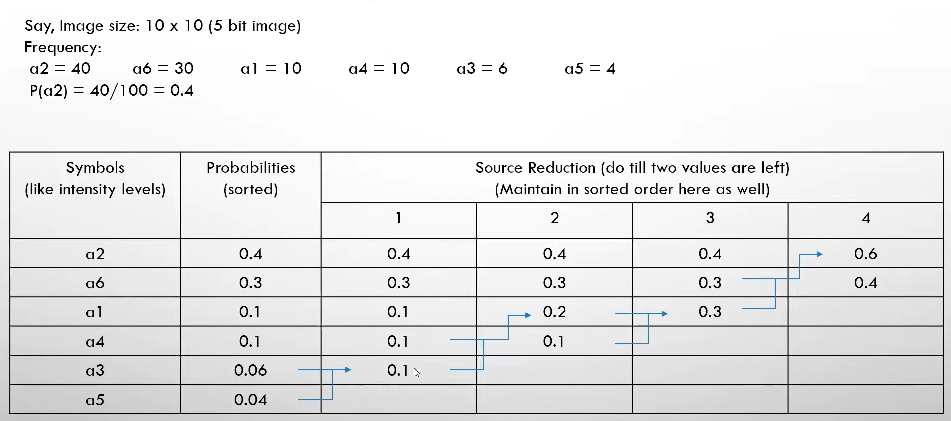 Say, Image size: 10 x 10 (5 bit image)
Frequency:
a2 = 40 a6 = 30 a1 = 10 a4 = 10 a3 = 6 a5 = 4
P(a2) = 40/100 = 0.4
Symbols Probabilities Source Reduction (do till two values are left)
(like intensity levels) (sorted) (Maintain in sorted order here as well)
1 2 3 4
a2 0.4 0.4 0.4 0.4 0.6
a6 0.3 0.3 0.3 0.3 0.4
a1 0.1 0.1 0.2 0.3
a4 0.1 0.1 0.1
a3 0.06 0.1
a5 0.04